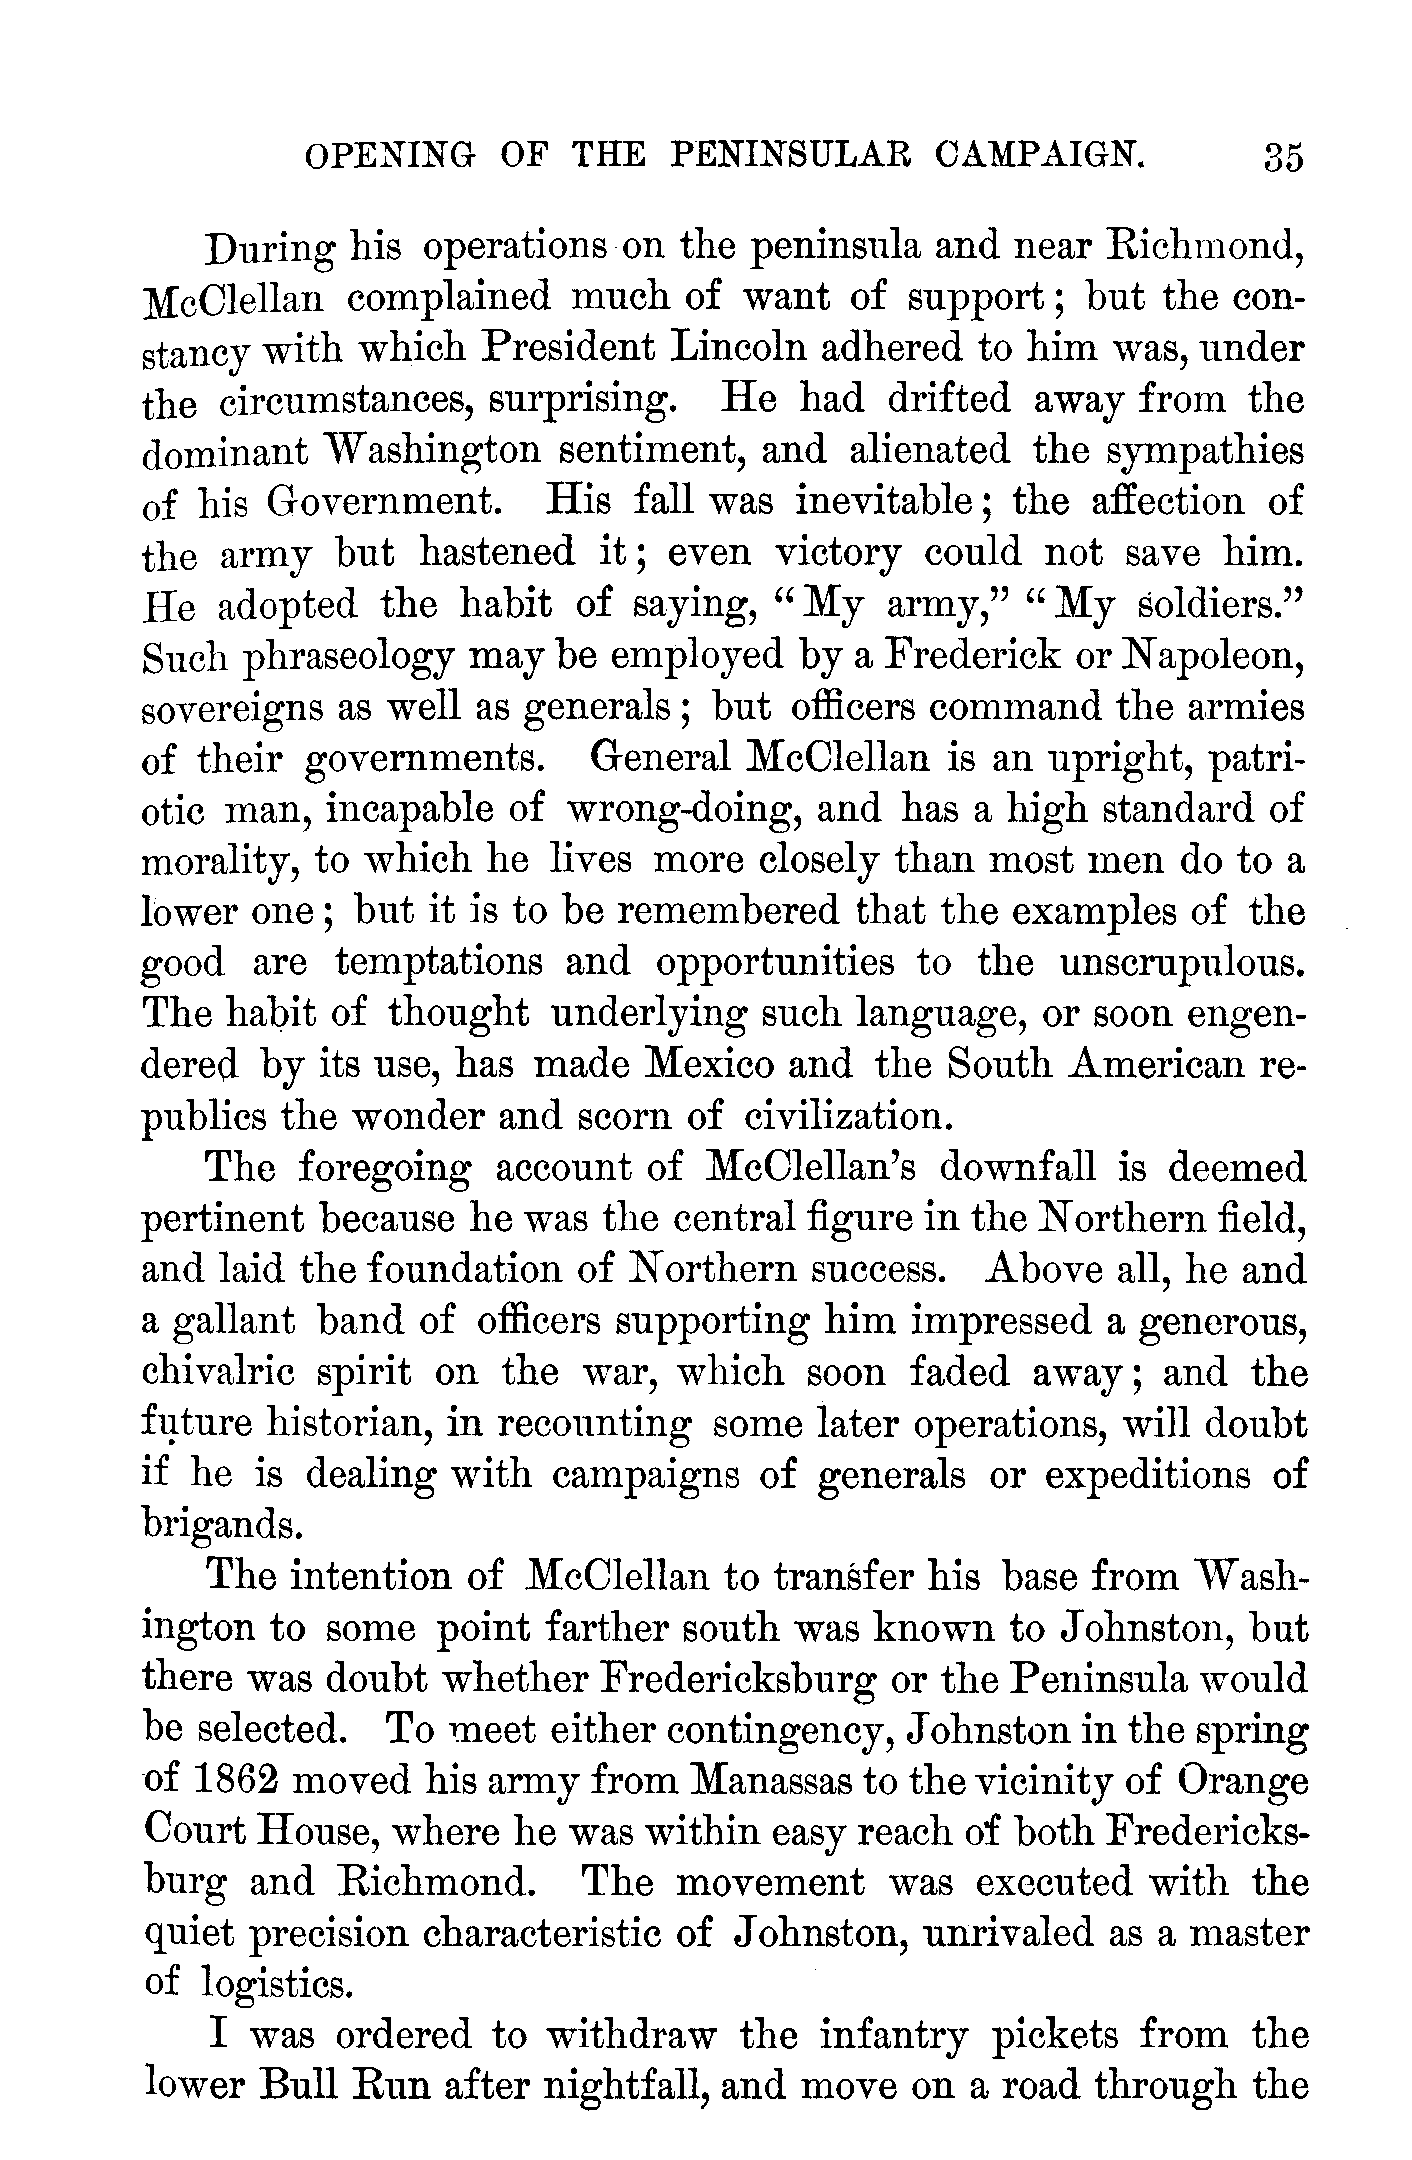 OPENING OF THE PENINSULAR CAMPAIGN. 35
During his operations on the peninsula and near Richmond,
McClellan complained much of want of support; but the con-
stancy with which President Lincoln adhered to him was, under
the circumstances, surprising. He had drifted away from the
dominant Washington sentiment, and alienated the sympathies
of his Government. His fall was inevitable; the affection of
the army but hastened it; even victory could not save him.
He adopted the habit of saying, “My army,” “My soldiers.”
Such phraseology may be employed by a Frederick or Napoleon,
sovereigns as well as generals; but officers command the armies
of their governments. General McClellan is an upright, patri-
otic man, incapable of wrong-doing, and has a high standard of
morality, to which he lives more closely than most men do to a
lower one; but it is to be remembered that the examples of the
good are temptations and opportunities to the unscrupulous.
The habit of thought underlying such language, or soon engen-
dered by its use, has made Mexico and the South American re-
publics the wonder and scorn of civilization.
The foregoing account of McClellan’s downfall is deemed
pertinent because he was the central figure in the Northern field,
and laid the foundation of Northern success. Above all, he and
a gallant band of officers supporting him impressed a generous,
chivalric spirit on the war, which soon faded away; and the
future historian, in recounting some later operations, will doubt
if he is dealing with campaigns of generals or expeditions of
brigands.
The intention of McClellan to transfer his base from Wash-
ington to some point farther south was known to Johnston, but
there was doubt whether Fredericksburg or the Peninsula would
be selected. To meet either contingency, Johnston in the spring
of 1862 moved his army from Manassas to the vicinity of Orange
Court House, where he was within easy reach of both Fredericks-
burg and Richmond. The movement was executed with the
quiet precision characteristic of Johnston, unrivaled as a master
of logistics.
I was ordered to withdraw the infantry pickets from the
lower Bull Run after nightfall, and move on a road through the